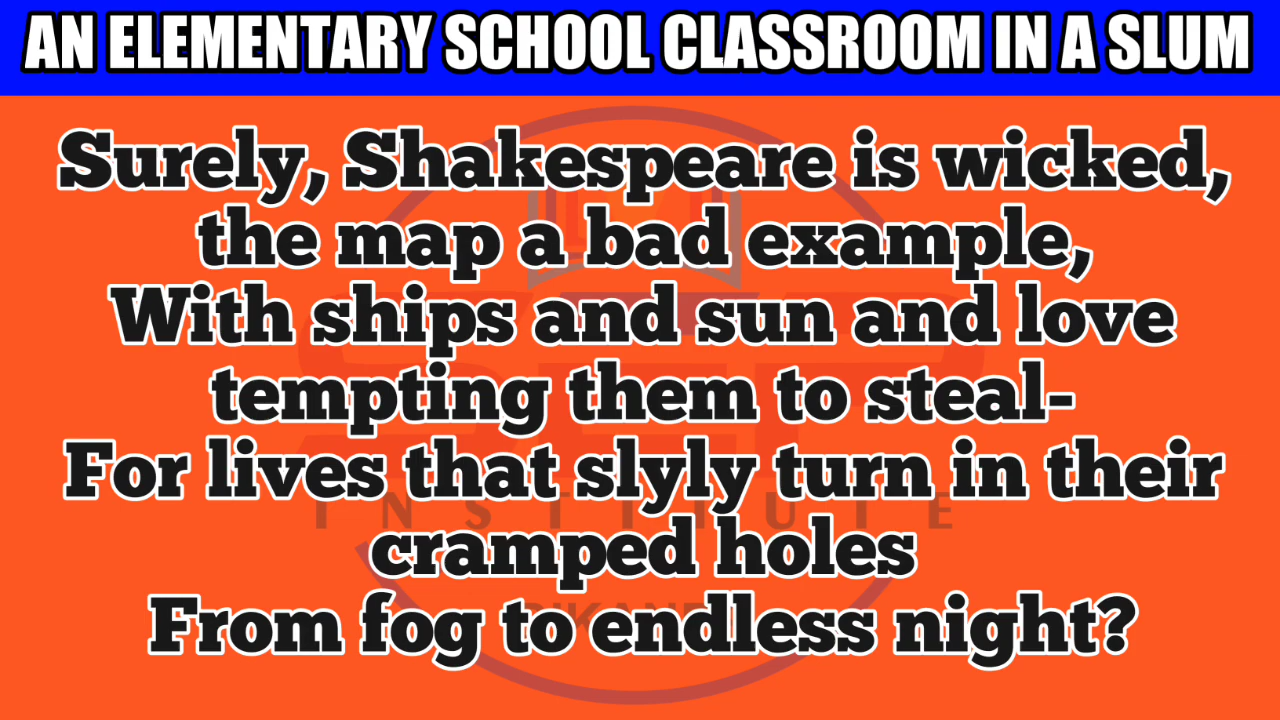 AN ELEMENTARY SCHOOL CLASSROOM IN A SLUM
Surely, Shakespeare is wicked,
the map a bad example,
With ships and sun and love
tempting them to steal-
For lives that slyly turn in their
INSTITUTE
cramped holes
From fog to endless night?